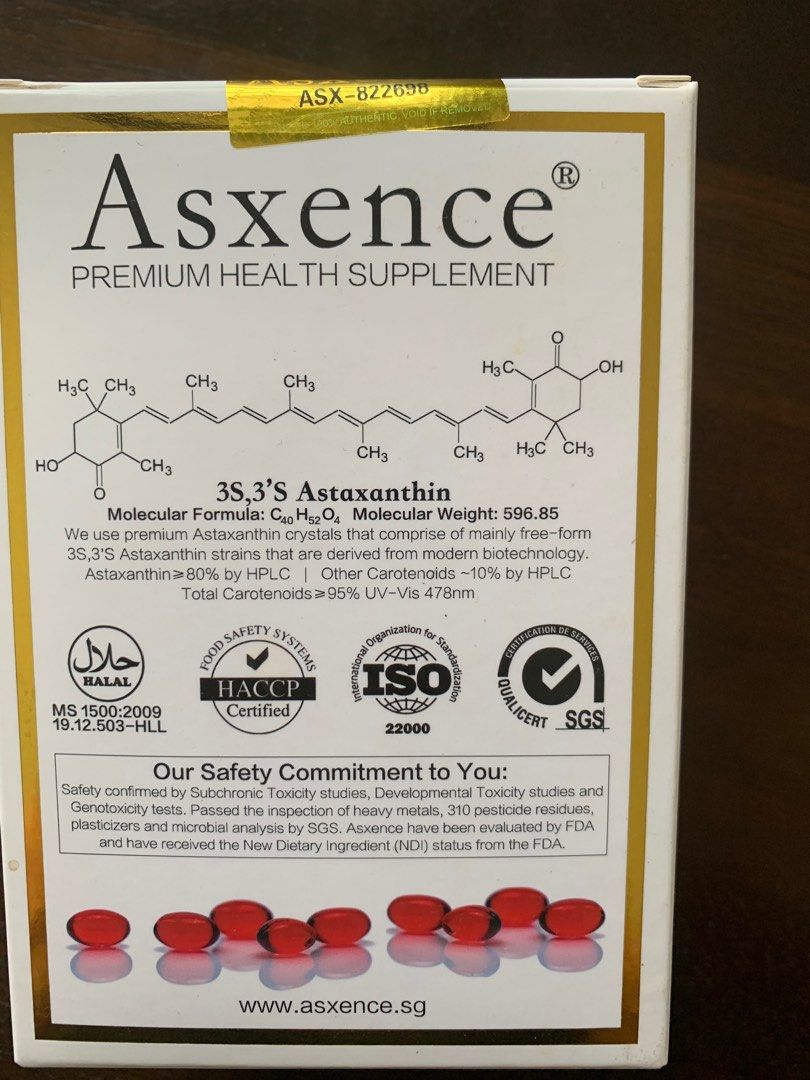 ASX-822698
100% AUTHENTIC, VOID IF REMOVED
Asxence®
PREMIUM HEALTH SUPPLEMENT
O
H₃C
OH
H₃C CH₃
CH₃
CH₃
CH₃
CH₃
H₃C CH₃
HO
CH₃
O
3S,3'S Astaxanthin
Molecular Formula: C₄₀H₅₂O₄ Molecular Weight: 596.85
We use premium Astaxanthin crystals that comprise of mainly free-form
3S,3'S Astaxanthin strains that are derived from modern biotechnology.
Astaxanthin≥80% by HPLC | Other Carotenoids ~10% by HPLC
Total Carotenoids≥95% UV-Vis 478nm
حلال
HALAL
MS 1500:2009
19.12.503-HLL
FOOD SAFETY SYSTEMS
HACCP
Certified
International Organization for Standardization
ISO
22000
CERTIFICATION DE SERVICES
QUALICERT
SGS
Our Safety Commitment to You:
Safety confirmed by Subchronic Toxicity studies, Developmental Toxicity studies and
Genotoxicity tests. Passed the inspection of heavy metals, 310 pesticide residues,
plasticizers and microbial analysis by SGS. Asxence have been evaluated by FDA
and have received the New Dietary Ingredient (NDI) status from the FDA.
www.asxence.sg